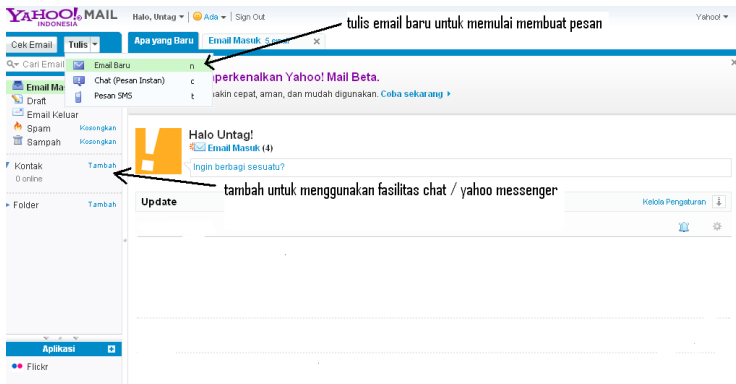 YAHOO! MAIL
INDONESIA
Halo, Untag
Ada
Sign Out
Yahoo!
tulis email baru untuk memulai membuat pesan
Cek Email
Tulis
Apa yang Baru
Email Masuk 5 email
Cari Email
Email Baru n
Chat (Pesan Instan) c
Pesan SMS t
perkenalkan Yahoo! Mail Beta.
makin cepat, aman, dan mudah digunakan. Coba sekarang
Email Ma
Draft
Email Keluar
Spam Kosongkan
Sampah Kosongkan
Kontak Tambah
0 online
Folder Tambah
Halo Untag!
Email Masuk (4)
Ingin berbagi sesuatu?
tambah untuk menggunakan fasilitas chat / yahoo messenger
Update
Kelola Pengaturan
Aplikasi
Flickr